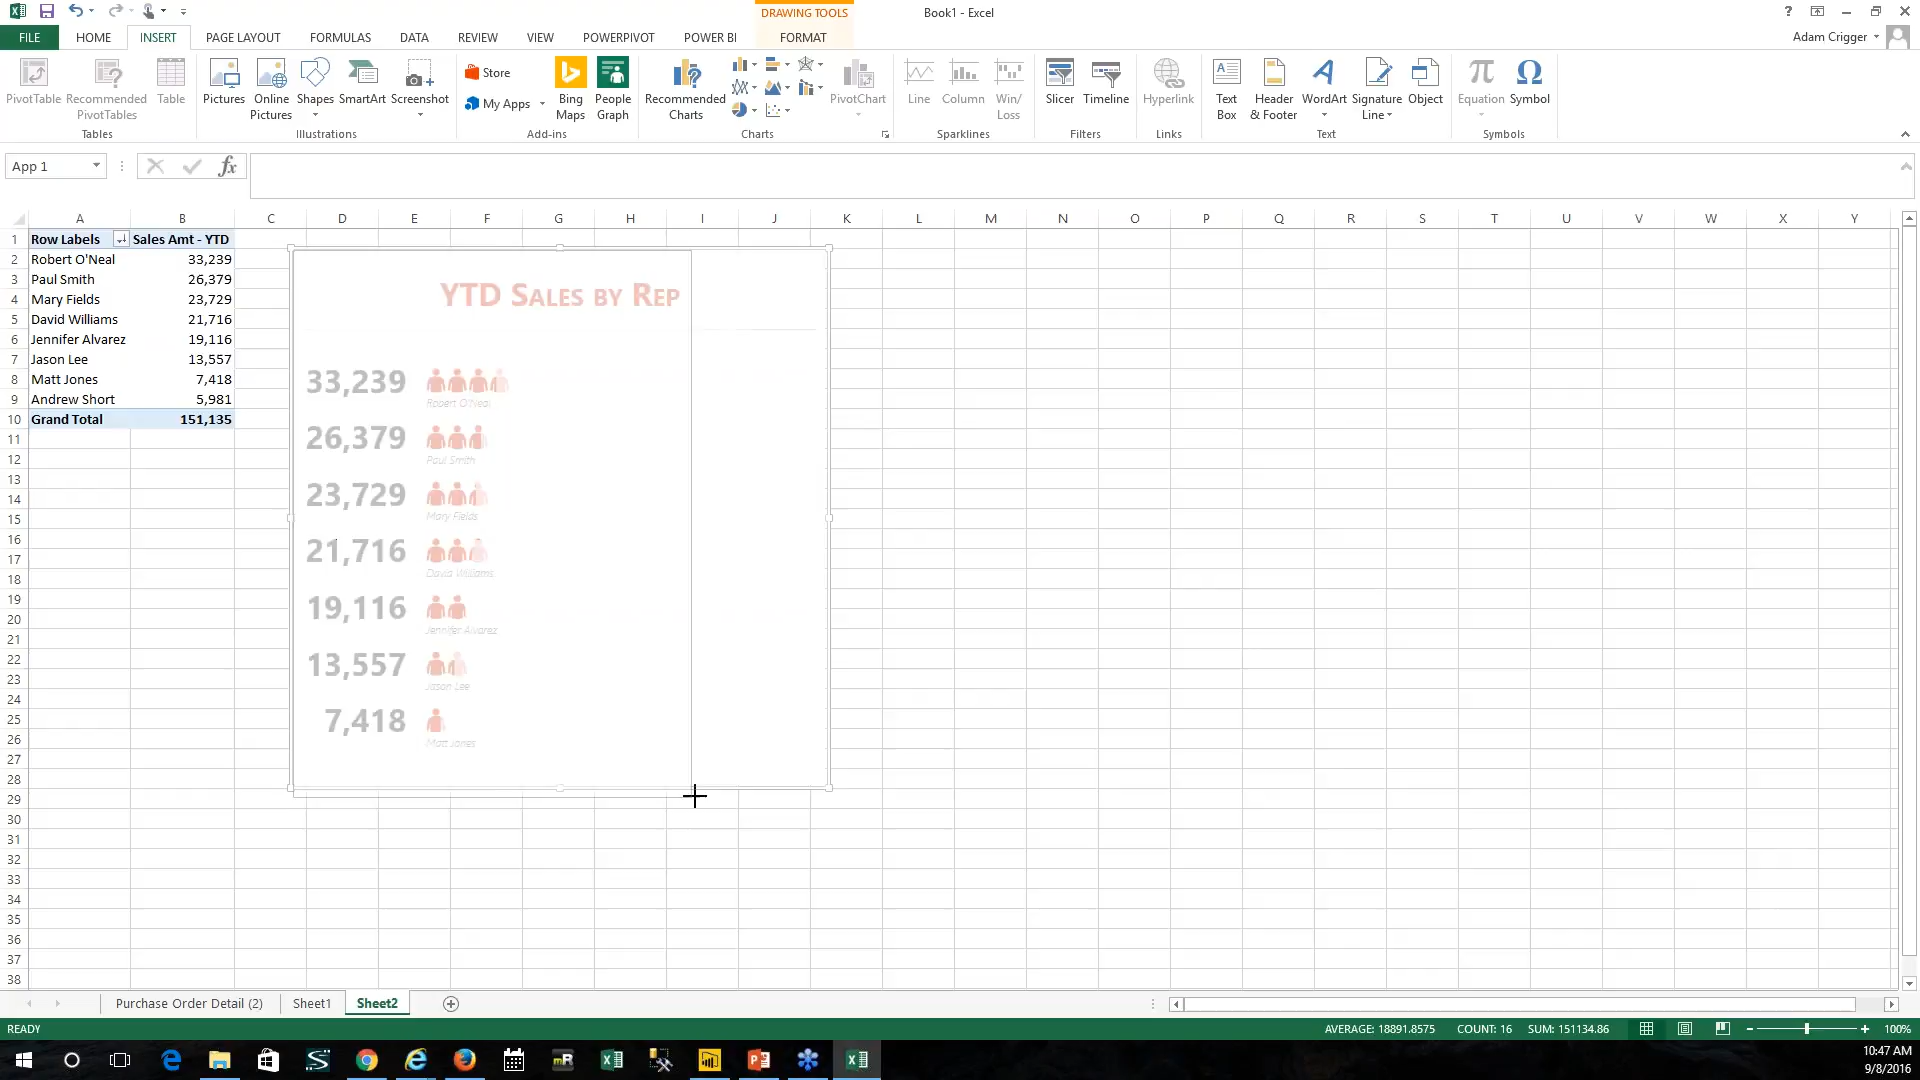 DRAWING TOOLS
Book1 - Excel
?
FILE
HOME
INSERT
PAGE LAYOUT
FORMULAS
DATA
REVIEW
VIEW
POWERPIVOT
POWER BI
FORMAT
Adam Crigger
PivotTable
Recommended
PivotTables
Table
Tables
Pictures
Online
Pictures
Shapes
SmartArt
Screenshot
Illustrations
Store
My Apps
Bing
Maps
People
Graph
Add-ins
Recommended
Charts
PivotChart
Charts
Line
Column
Win/
Loss
Sparklines
Slicer
Timeline
Filters
Hyperlink
Links
Text
Box
Header
& Footer
WordArt
Signature
Line
Object
Text
Equation
Symbol
Symbols
App 1
fx
A B C D E F G H I J K L M N O P Q R S T U V W X Y
1 Row Labels Sales Amt - YTD
2 Robert O'Neal 33,239
3 Paul Smith 26,379
4 Mary Fields 23,729
5 David Williams 21,716
6 Jennifer Alvarez 19,116
7 Jason Lee 13,557
8 Matt Jones 7,418
9 Andrew Short 5,981
10 Grand Total 151,135
11
12
13
14
15
16
17
18
19
20
21
22
23
24
25
26
27
28
29
30
31
32
33
34
35
36
37
38
YTD Sales by Rep
33,239
Robert O'Neal
26,379
Paul Smith
23,729
Mary Fields
21,716
David Williams
19,116
Jennifer Alvarez
13,557
Jason Lee
7,418
Matt Jones
Purchase Order Detail (2)
Sheet1
Sheet2
READY
AVERAGE: 18891.8575
COUNT: 16
SUM: 151134.86
100%
mR
10:47 AM
9/8/2016